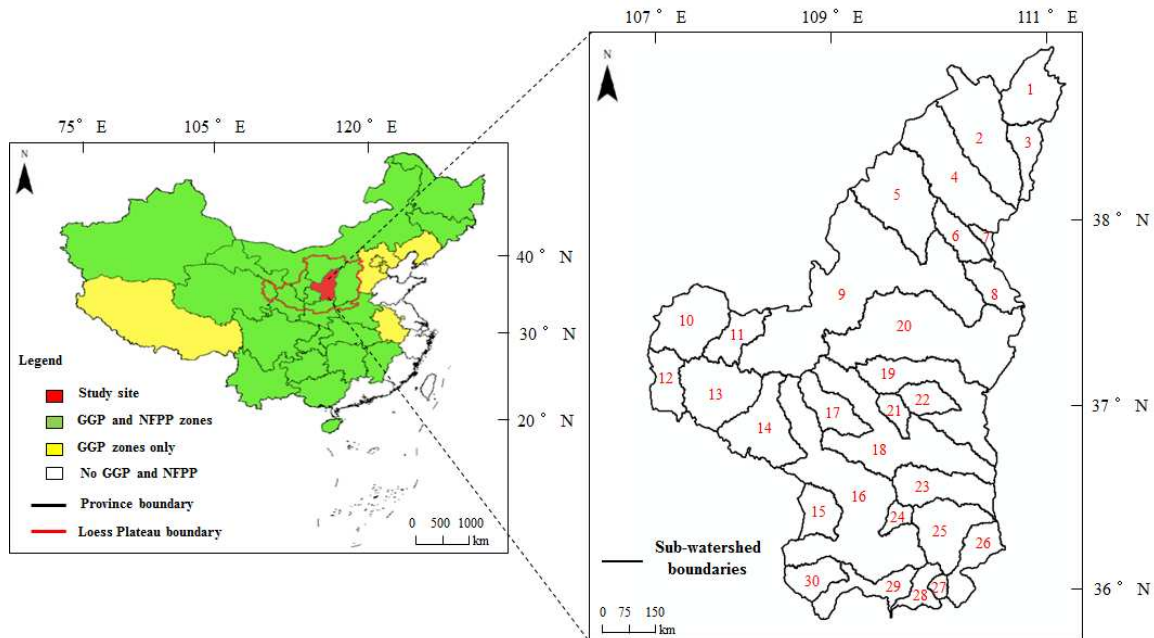 75° E
105° E
120° E
N
40° N
30° N
20° N
Legend
Study site
GGP and NFPP zones
GGP zones only
No GGP and NFPP
Province boundary
Loess Plateau boundary
0 500 1000
km
107° E
109° E
111° E
N
38° N
37° N
36° N
1
2
3
4
5
6
7
8
9
10
11
12
13
14
15
16
17
18
19
20
21
22
23
24
25
26
27
28
29
30
Sub-watershed
boundaries
0 75 150
km